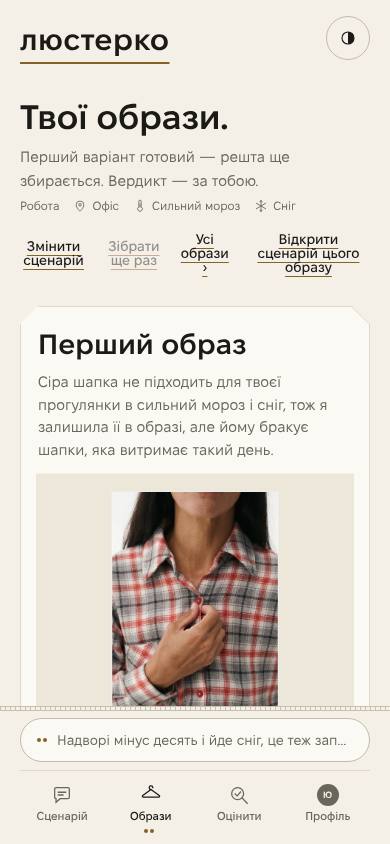 люстерко
Твої образи.
Перший варіант готовий — решта ще
збирається. Вердикт — за тобою.
Робота Офіс Сильний мороз Сніг
Змінити
сценарій
Зібрати
ще раз
Усі
образи
›
Відкрити
сценарій цього
образу
Перший образ
Сіра шапка не підходить для твоєї
прогулянки в сильний мороз і сніг, тож я
залишила її в образі, але йому бракує
шапки, яка витримає такий день.
Надворі мінус десять і йде сніг, це теж зап...
Сценарій
Образи
Оцінити
Ю
Профіль